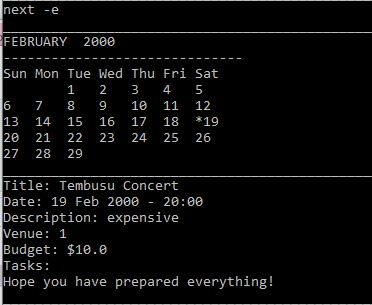 next -e
FEBRUARY  2000
------------------------------
Sun Mon Tue Wed Thu Fri Sat
        1   2   3   4   5
6   7   8   9   10  11  12
13  14  15  16  17  18  *19
20  21  22  23  24  25  26
27  28  29
Title: Tembusu Concert
Date: 19 Feb 2000 - 20:00
Description: expensive
Venue: 1
Budget: $10.0
Tasks:
Hope you have prepared everything!